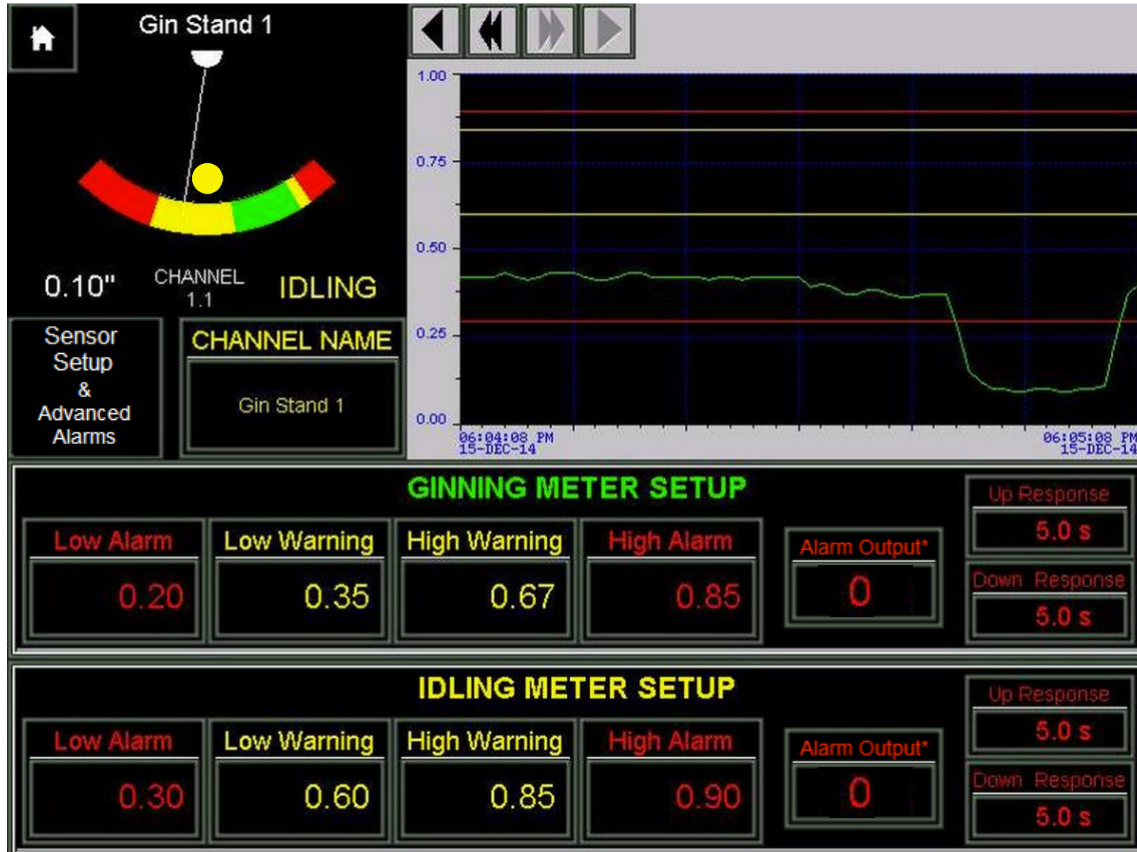 Gin Stand 1
0.10"
CHANNEL
1.1
IDLING
Sensor
Setup
&
Advanced
Alarms
CHANNEL NAME
Gin Stand 1
1.00
0.75
0.50
0.25
0.00
06:04:08 PM
15-DEC-14
06:05:08 PM
15-DEC-14
GINNING METER SETUP
Low Alarm
0.20
Low Warning
0.35
High Warning
0.67
High Alarm
0.85
Alarm Output*
0
Up Response
5.0 s
Down Response
5.0 s
IDLING METER SETUP
Low Alarm
0.30
Low Warning
0.60
High Warning
0.85
High Alarm
0.90
Alarm Output*
0
Up Response
5.0 s
Down Response
5.0 s